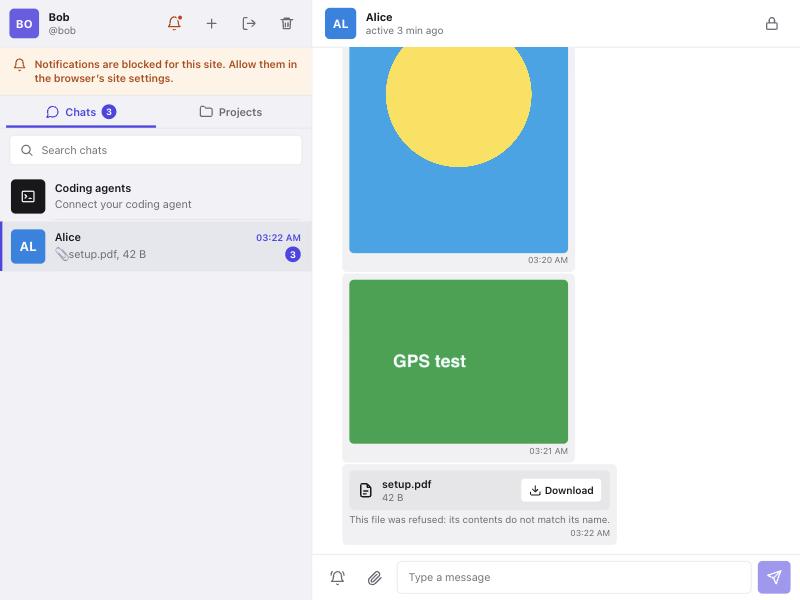 BO
Bob
@bob
Notifications are blocked for this site. Allow them in
the browser's site settings.
Chats 3
Projects
Search chats
Coding agents
Connect your coding agent
AL
Alice
03:22 AM
setup.pdf, 42 B
3
AL
Alice
active 3 min ago
03:20 AM
GPS test
03:21 AM
setup.pdf
42 B
Download
This file was refused: its contents do not match its name.
03:22 AM
Type a message